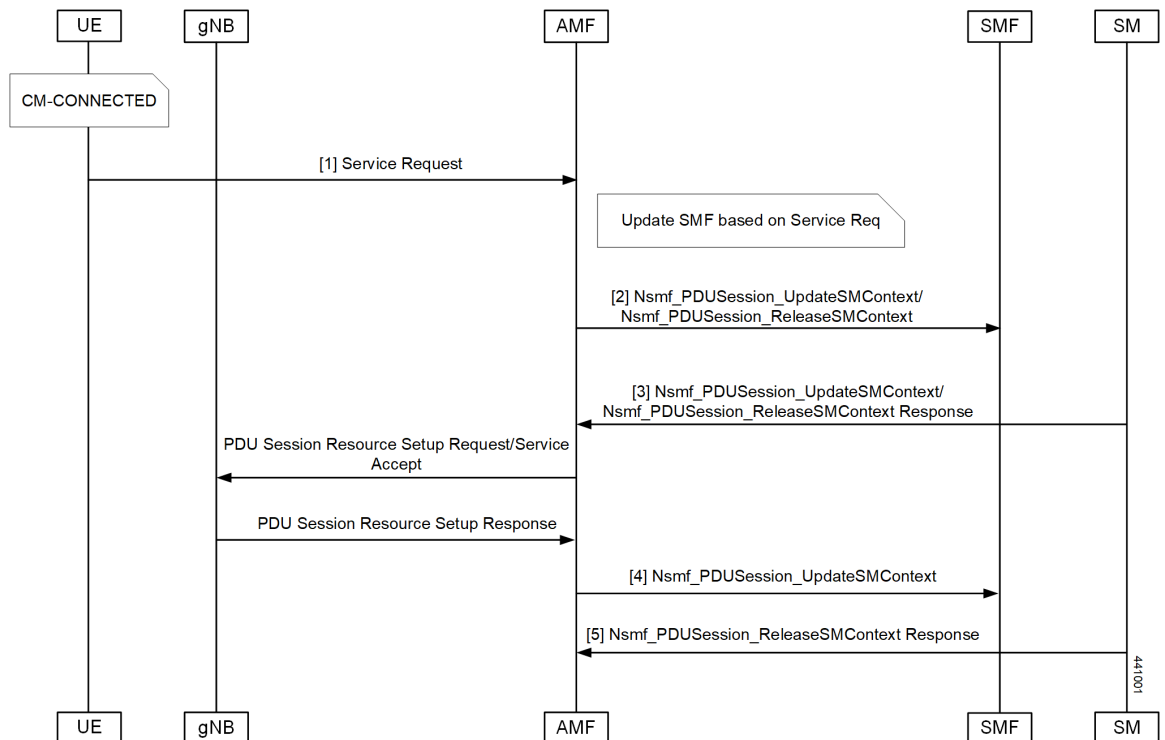 UE
gNB
AMF
SMF
SM
CM-CONNECTED
[1] Service Request
Update SMF based on Service Req
[2] Nsmf_PDUSession_UpdateSMContext/
Nsmf_PDUSession_ReleaseSMContext
[3] Nsmf_PDUSession_UpdateSMContext/
Nsmf_PDUSession_ReleaseSMContext Response
PDU Session Resource Setup Request/Service
Accept
PDU Session Resource Setup Response
[4] Nsmf_PDUSession_UpdateSMContext
[5] Nsmf_PDUSession_ReleaseSMContext Response
441001
UE
gNB
AMF
SMF
SM